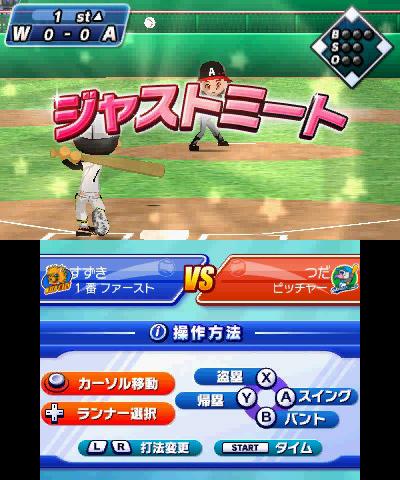 1 st▲
W 0 - 0 A
B
S
O
A
ジャストミート
すずき
1番 ファースト
VS
つだ
ピッチャー
i 操作方法
カーソル移動
ランナー選択
盗塁 X
帰塁 Y
A スイング
B バント
L R 打法変更
START タイム